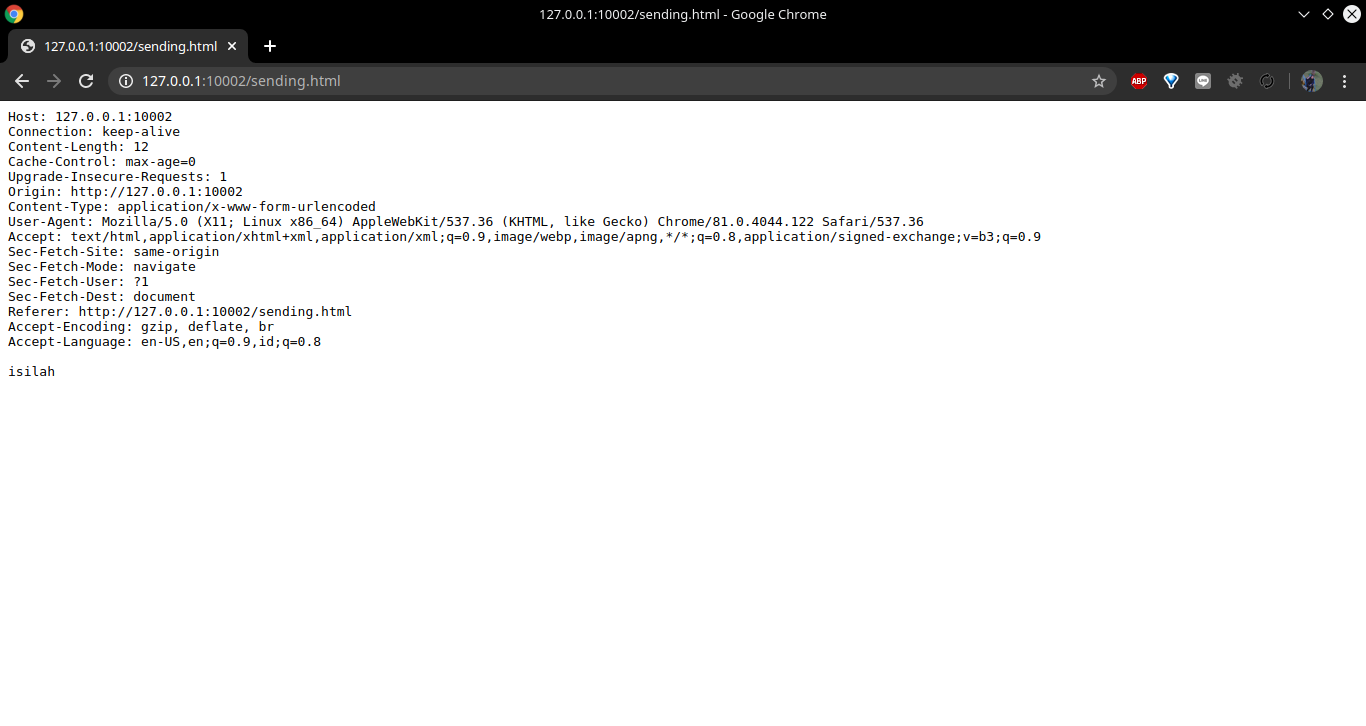 127.0.0.1:10002/sending.html - Google Chrome
127.0.0.1:10002/sending.html
127.0.0.1:10002/sending.html
ABP
LINE
Host: 127.0.0.1:10002
Connection: keep-alive
Content-Length: 12
Cache-Control: max-age=0
Upgrade-Insecure-Requests: 1
Origin: http://127.0.0.1:10002
Content-Type: application/x-www-form-urlencoded
User-Agent: Mozilla/5.0 (X11; Linux x86_64) AppleWebKit/537.36 (KHTML, like Gecko) Chrome/81.0.4044.122 Safari/537.36
Accept: text/html,application/xhtml+xml,application/xml;q=0.9,image/webp,image/apng,*/*;q=0.8,application/signed-exchange;v=b3;q=0.9
Sec-Fetch-Site: same-origin
Sec-Fetch-Mode: navigate
Sec-Fetch-User: ?1
Sec-Fetch-Dest: document
Referer: http://127.0.0.1:10002/sending.html
Accept-Encoding: gzip, deflate, br
Accept-Language: en-US,en;q=0.9,id;q=0.8
isilah